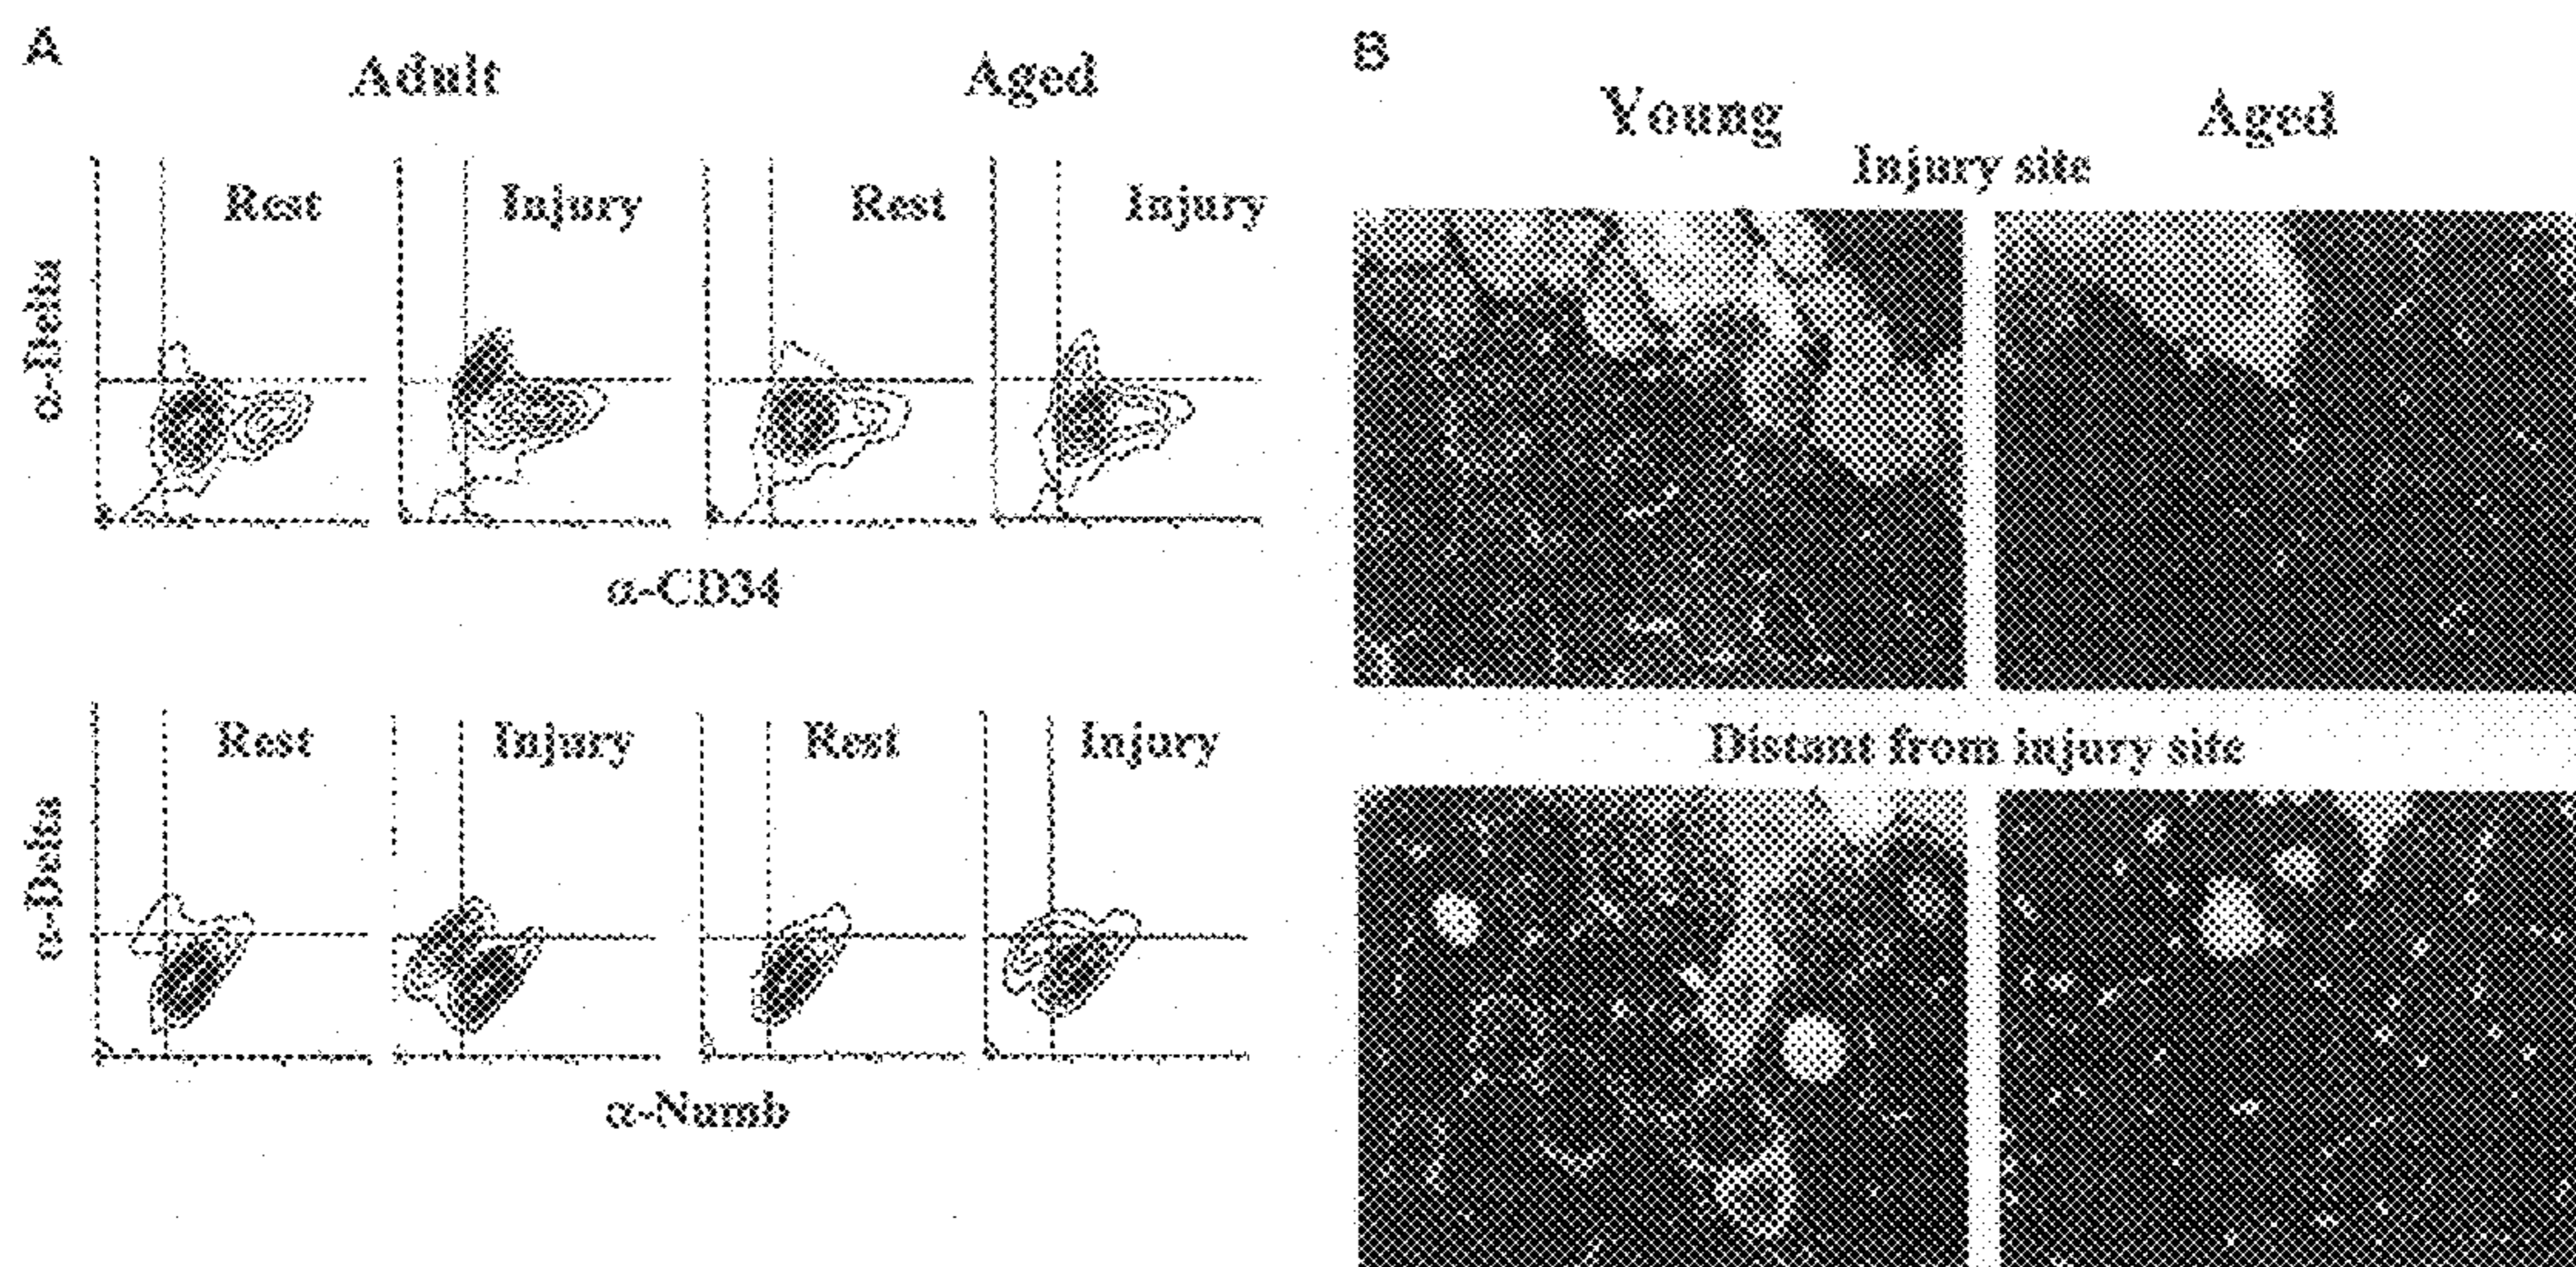 A
Adult Aged
Rest Injury Rest Injury
α-Delta
α-CD34
Rest Injury Rest Injury
α-Delta
α-Numb
B
Young Aged
Injury site
Distant from injury site